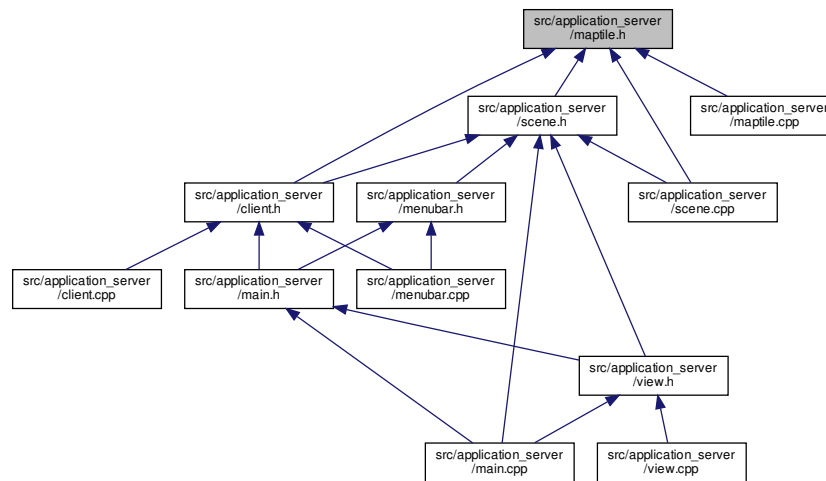 src/application_server
/maptile.h
src/application_server
/scene.h
src/application_server
/maptile.cpp
src/application_server
/client.h
src/application_server
/menubar.h
src/application_server
/scene.cpp
src/application_server
/client.cpp
src/application_server
/main.h
src/application_server
/menubar.cpp
src/application_server
/view.h
src/application_server
/main.cpp
src/application_server
/view.cpp